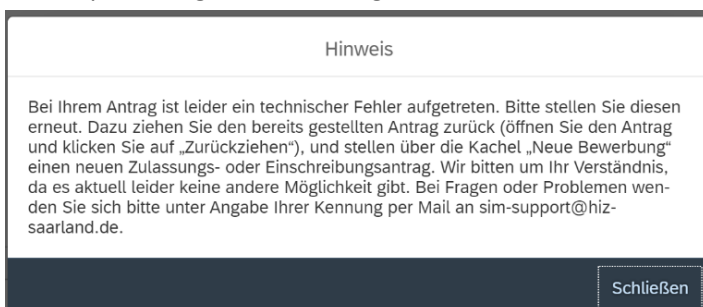 Hinweis
Bei Ihrem Antrag ist leider ein technischer Fehler aufgetreten. Bitte stellen Sie diesen
erneut. Dazu ziehen Sie den bereits gestellten Antrag zurück (öffnen Sie den Antrag
und klicken Sie auf „Zurückziehen“), und stellen über die Kachel „Neue Bewerbung“
einen neuen Zulassungs- oder Einschreibungsantrag. Wir bitten um Ihr Verständnis,
da es aktuell leider keine andere Möglichkeit gibt. Bei Fragen oder Problemen wen-
den Sie sich bitte unter Angabe Ihrer Kennung per Mail an sim-support@hiz-
saarland.de.
Schließen